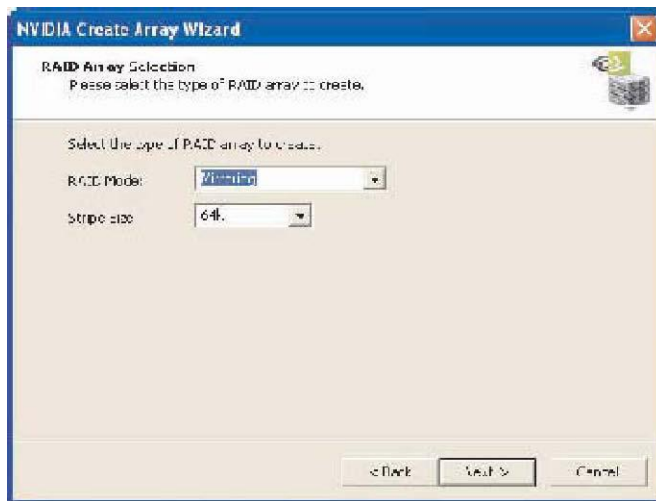 NVIDIA Create Array Wizard
RAID Array Selection
Please select the type of RAID array to create.
Select the type of RAID array to create.
RAID Mode:
Mirroring
Stripe Size
64k
< Back
Next >
Cancel